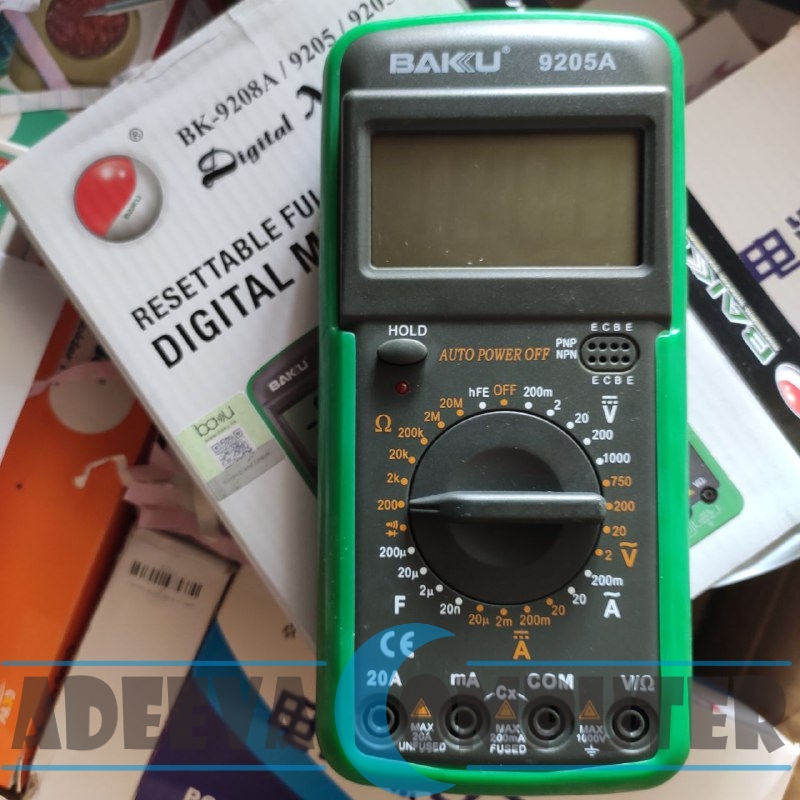 BK-9208A / 9205 / 9205
Digital
RESETTABLE FU
DIGITAL M
BAKU
baku
BAKKU® 9205A
HOLD
AUTO POWER OFF
E C B E
PNP
NPN
E C B E
hFE OFF 200m
20M 2
2M 20
Ω V
200k 200
20k 1000
2k 750
200 200
20
200μ 2 V
20μ 200m
2μ 20 A
F 20n 20μ 2m 200m 20
A
CE
20A mA COM V/Ω
Cx
MAX
20A
UNFUSED
MAX
200mA
FUSED
MAX
1000V
ADEEVA COMPUTER